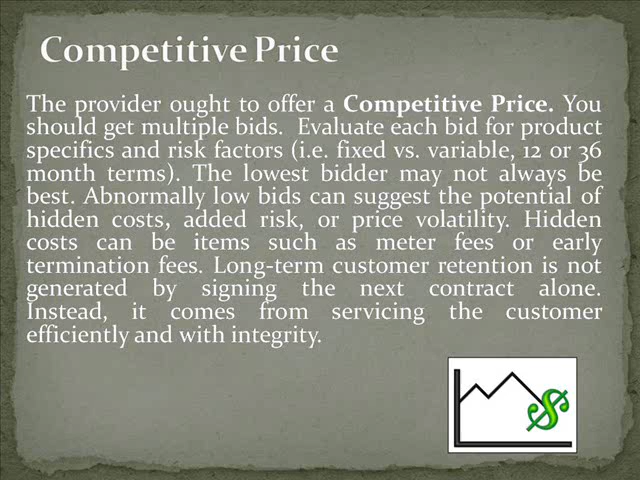 Competitive Price
The provider ought to offer a Competitive Price. You
should get multiple bids. Evaluate each bid for product
specifics and risk factors (i.e. fixed vs. variable, 12 or 36
month terms). The lowest bidder may not always be
best. Abnormally low bids can suggest the potential of
hidden costs, added risk, or price volatility. Hidden
costs can be items such as meter fees or early
termination fees. Long-term customer retention is not
generated by signing the next contract alone.
Instead, it comes from servicing the customer
efficiently and with integrity.
$